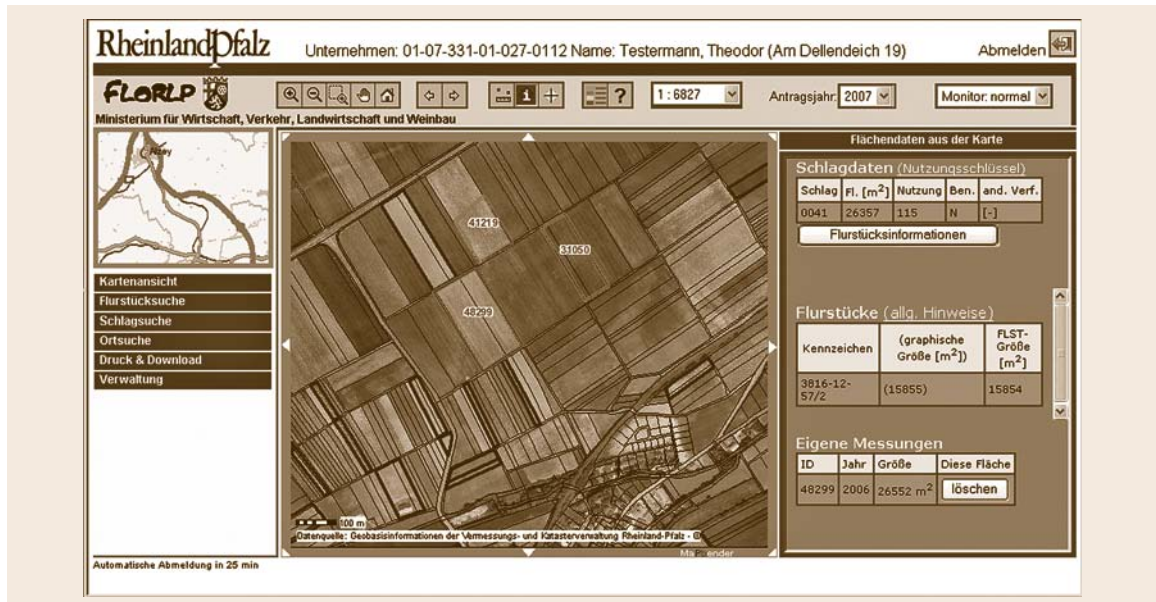 RheinlandPfalz
Unternehmen: 01-07-331-01-027-0112 Name: Testermann, Theodor (Am Dellendeich 19)
Abmelden
FLORLP
1 : 6827
Antragsjahr: 2007
Monitor: normal
Ministerium für Wirtschaft, Verkehr, Landwirtschaft und Weinbau
Kartenansicht
Flurstücksuche
Schlagsuche
Ortsuche
Druck & Download
Verwaltung
41219
31050
48299
100 m
Datenquelle: Geobasisinformationen der Vermessungs- und Katasterverwaltung Rheinland-Pfalz - ©
Flächendaten aus der Karte
Schlagdaten (Nutzungsschlüssel)
Schlag Fl. [m²] Nutzung Ben. and. Verf.
0041 26357 115 N [-]
Flurstücksinformationen
Flurstücke (allg. Hinweise)
Kennzeichen (graphische Größe [m²]) FLST-Größe [m²]
3816-12-57/2 (15855) 15854
Eigene Messungen
ID Jahr Größe Diese Fläche
48299 2006 26552 m² löschen
Automatische Abmeldung in 25 min